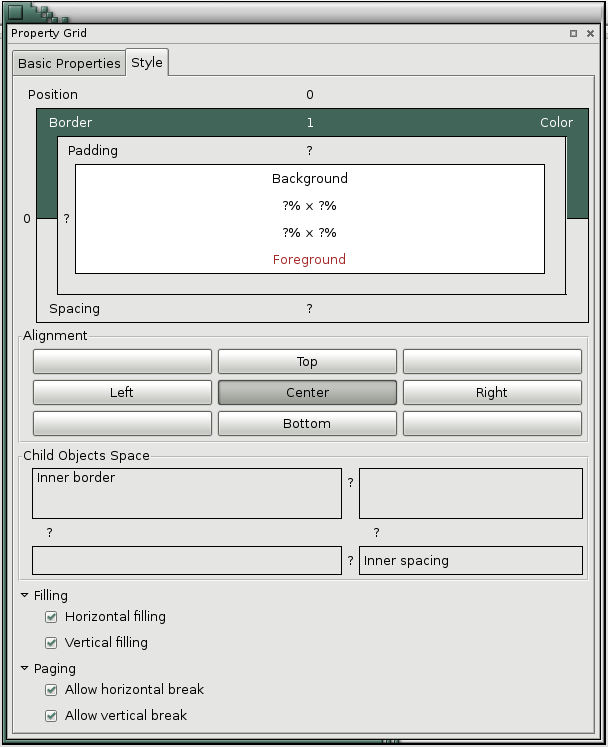 Property Grid
Basic Properties Style
Position 0
Border 1 Color
Padding ?
Background
?% x ?%
0 ?
?% x ?%
Foreground
Spacing ?
Alignment
Top
Left Center Right
Bottom
Child Objects Space
Inner border ?
? ?
? Inner spacing
Filling
Horizontal filling
Vertical filling
Paging
Allow horizontal break
Allow vertical break